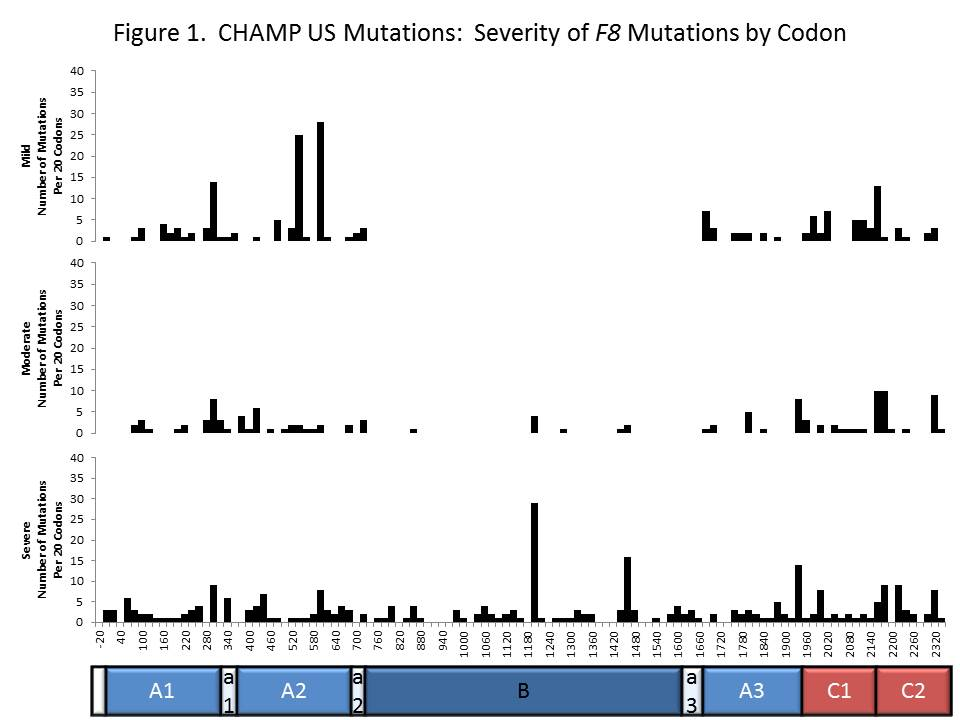 Figure 1.  CHAMP US Mutations:  Severity of F8 Mutations by Codon
Mild
Number of Mutations
Per 20 Codons
40
35
30
25
20
15
10
5
0
Moderate
Number of Mutations
Per 20 Codons
40
35
30
25
20
15
10
5
0
Severe
Number of Mutations
Per 20 Codons
40
35
30
25
20
15
10
5
0
-20 40 100 160 220 280 340 400 460 520 580 640 700 760 820 880 940 1000 1060 1120 1180 1240 1300 1360 1420 1480 1540 1600 1660 1720 1780 1840 1900 1960 2020 2080 2140 2200 2260 2320
A1 a1 A2 a2 B a3 A3 C1 C2